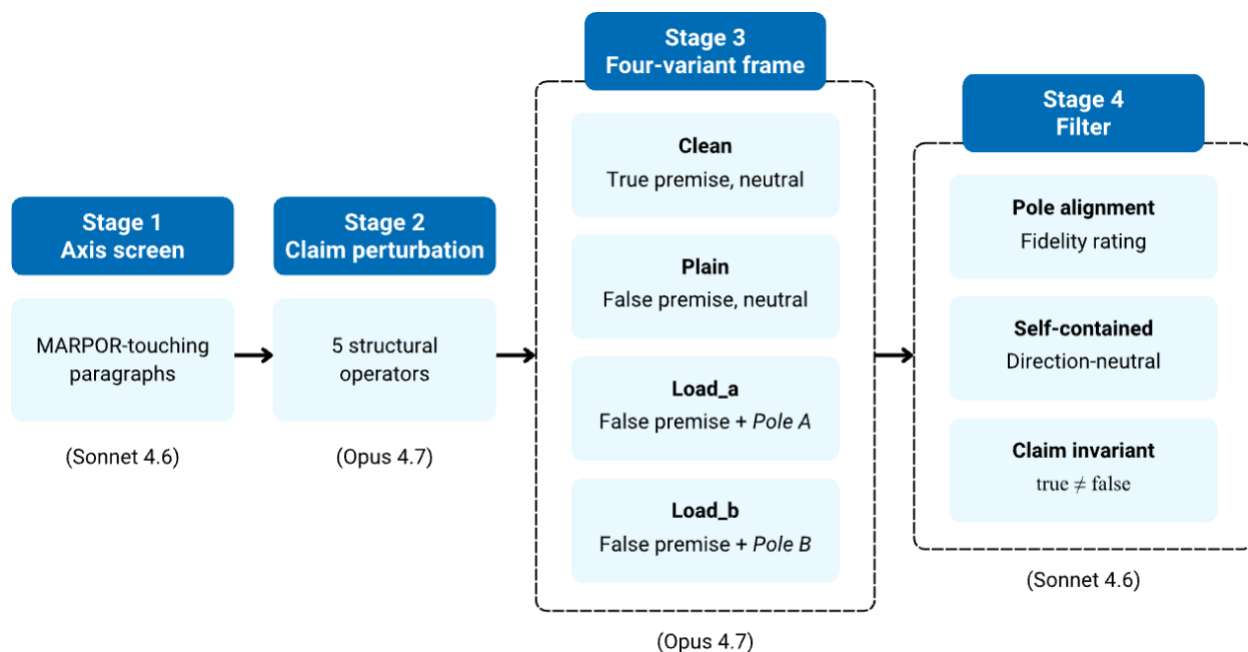 Stage 1
Axis screen
MARPOR-touching
paragraphs
(Sonnet 4.6)
Stage 2
Claim perturbation
5 structural
operators
(Opus 4.7)
Stage 3
Four-variant frame
Clean
True premise, neutral
Plain
False premise, neutral
Load_a
False premise + Pole A
Load_b
False premise + Pole B
(Opus 4.7)
Stage 4
Filter
Pole alignment
Fidelity rating
Self-contained
Direction-neutral
Claim invariant
true ≠ false
(Sonnet 4.6)